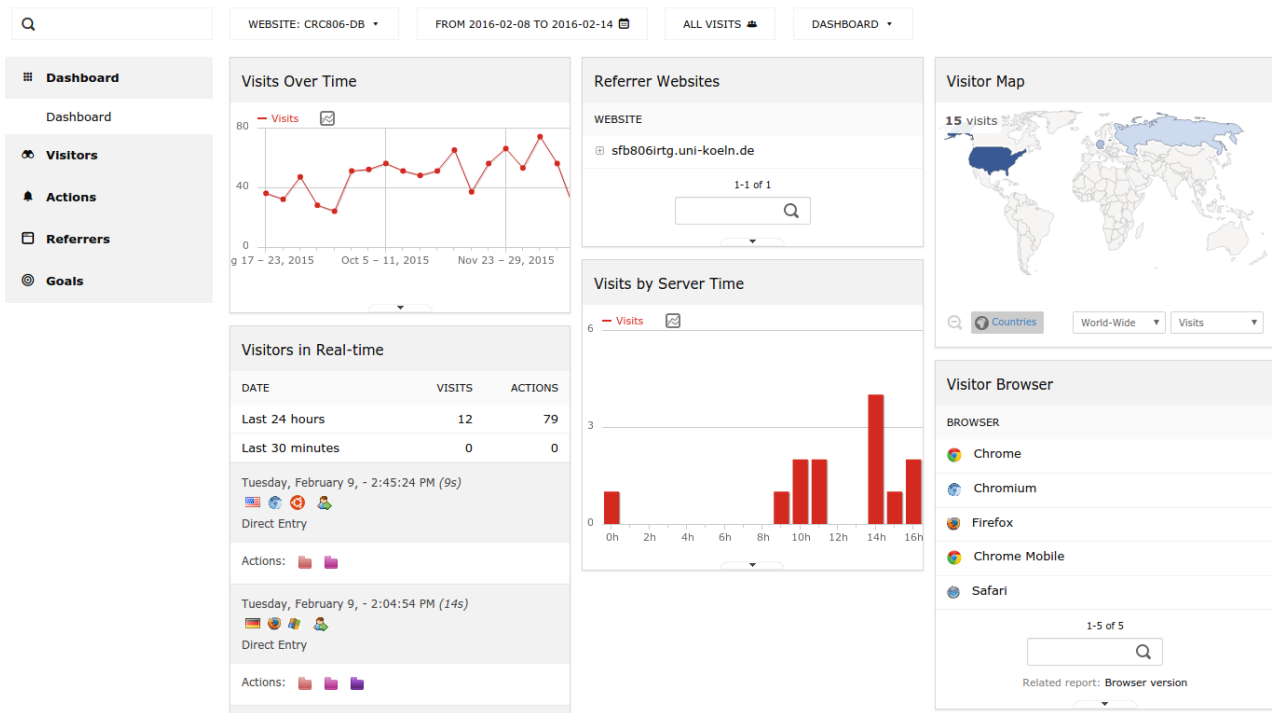 WEBSITE: CRC806-DB
FROM 2016-02-08 TO 2016-02-14
ALL VISITS
DASHBOARD
Dashboard
Dashboard
Visitors
Actions
Referrers
Goals
Visits Over Time
Visits
80
40
0
g 17 – 23, 2015 Oct 5 – 11, 2015 Nov 23 – 29, 2015
Visitors in Real-time
DATE VISITS ACTIONS
Last 24 hours 12 79
Last 30 minutes 0 0
Tuesday, February 9, - 2:45:24 PM (9s)
Direct Entry
Actions:
Tuesday, February 9, - 2:04:54 PM (14s)
Direct Entry
Actions:
Referrer Websites
WEBSITE
sfb806irtg.uni-koeln.de
1-1 of 1
Visits by Server Time
Visits
6
3
0
0h 2h 4h 6h 8h 10h 12h 14h 16h
Visitor Map
15 visits
Countries World-Wide Visits
Visitor Browser
BROWSER
Chrome
Chromium
Firefox
Chrome Mobile
Safari
1-5 of 5
Related report: Browser version